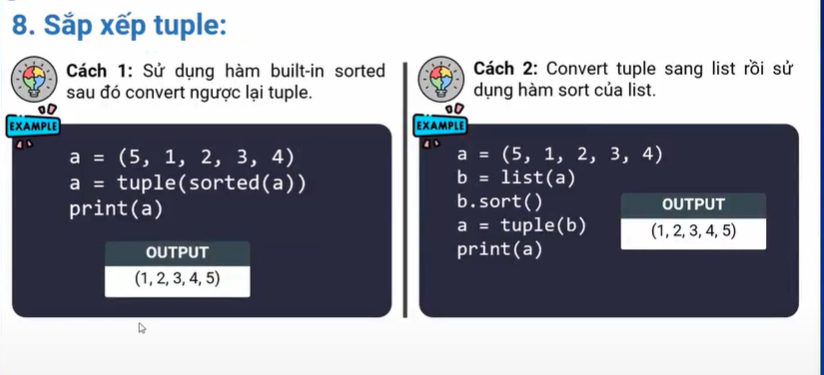 8. Sắp xếp tuple:
Cách 1: Sử dụng hàm built-in sorted
sau đó convert ngược lại tuple.
EXAMPLE
a = (5, 1, 2, 3, 4)
a = tuple(sorted(a))
print(a)
OUTPUT
(1, 2, 3, 4, 5)
Cách 2: Convert tuple sang list rồi sử
dụng hàm sort của list.
EXAMPLE
a = (5, 1, 2, 3, 4)
b = list(a)
b.sort()
a = tuple(b)
print(a)
OUTPUT
(1, 2, 3, 4, 5)